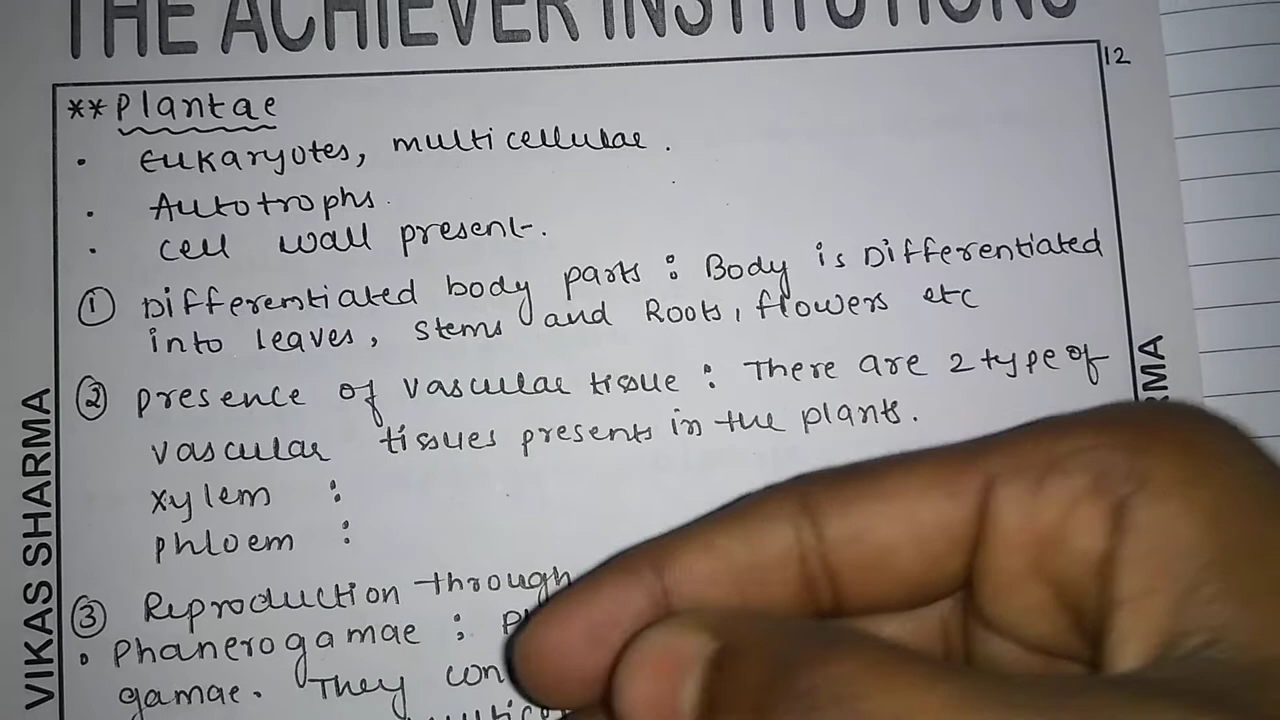 THE ACHIEVER INSTITUTIONS
12
**Plantae
• Eukaryotes, multicellular.
• Autotrophs.
• cell wall present.
① Differentiated body parts : Body is Differentiated
into leaves, stems and Roots, flowers etc
② presence of vascular tissue : There are 2 type of
vascular tissues presents in the plants.
xylem :
phloem :
③ Reproduction through
• Phanerogamae :
gamae. They
VIKAS SHARMA